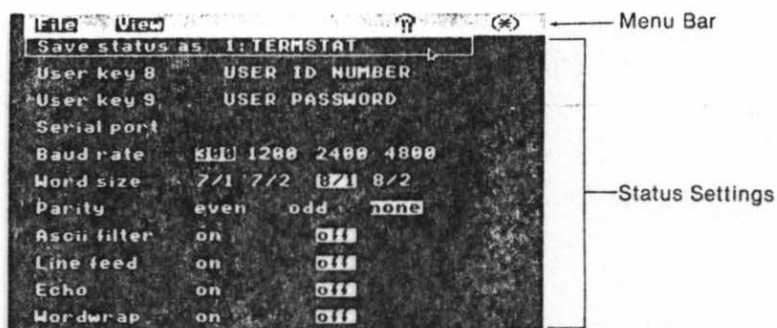 File View (*) Menu Bar
Save status as 1:TERMSTAT
User key 8 USER ID NUMBER
User key 9 USER PASSWORD
Serial port
Baud rate 300 1200 2400 4800
Word size 7/1 7/2 8/1 8/2
Parity even odd none
Status Settings
Ascii filter on off
Line feed on off
Echo on off
Wordwrap on off